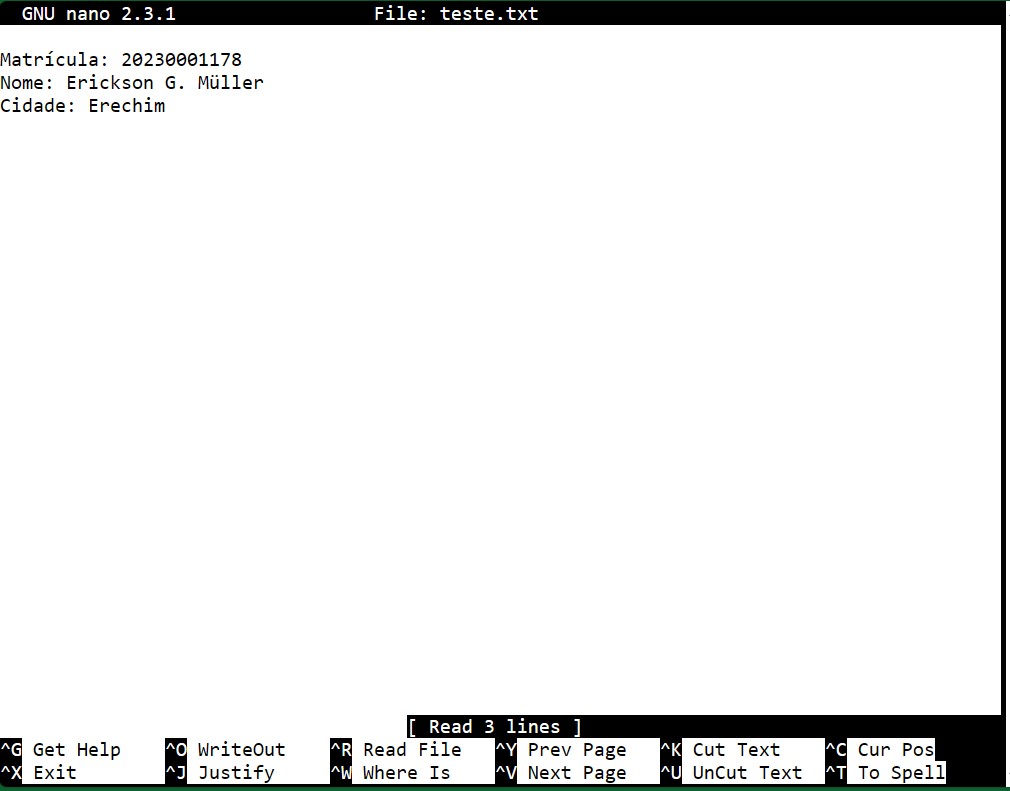 GNU nano 2.3.1 File: teste.txt
Matrícula: 20230001178
Nome: Erickson G. Müller
Cidade: Erechim
[ Read 3 lines ]
^G Get Help ^O WriteOut ^R Read File ^Y Prev Page ^K Cut Text ^C Cur Pos
^X Exit ^J Justify ^W Where Is ^V Next Page ^U UnCut Text ^T To Spell